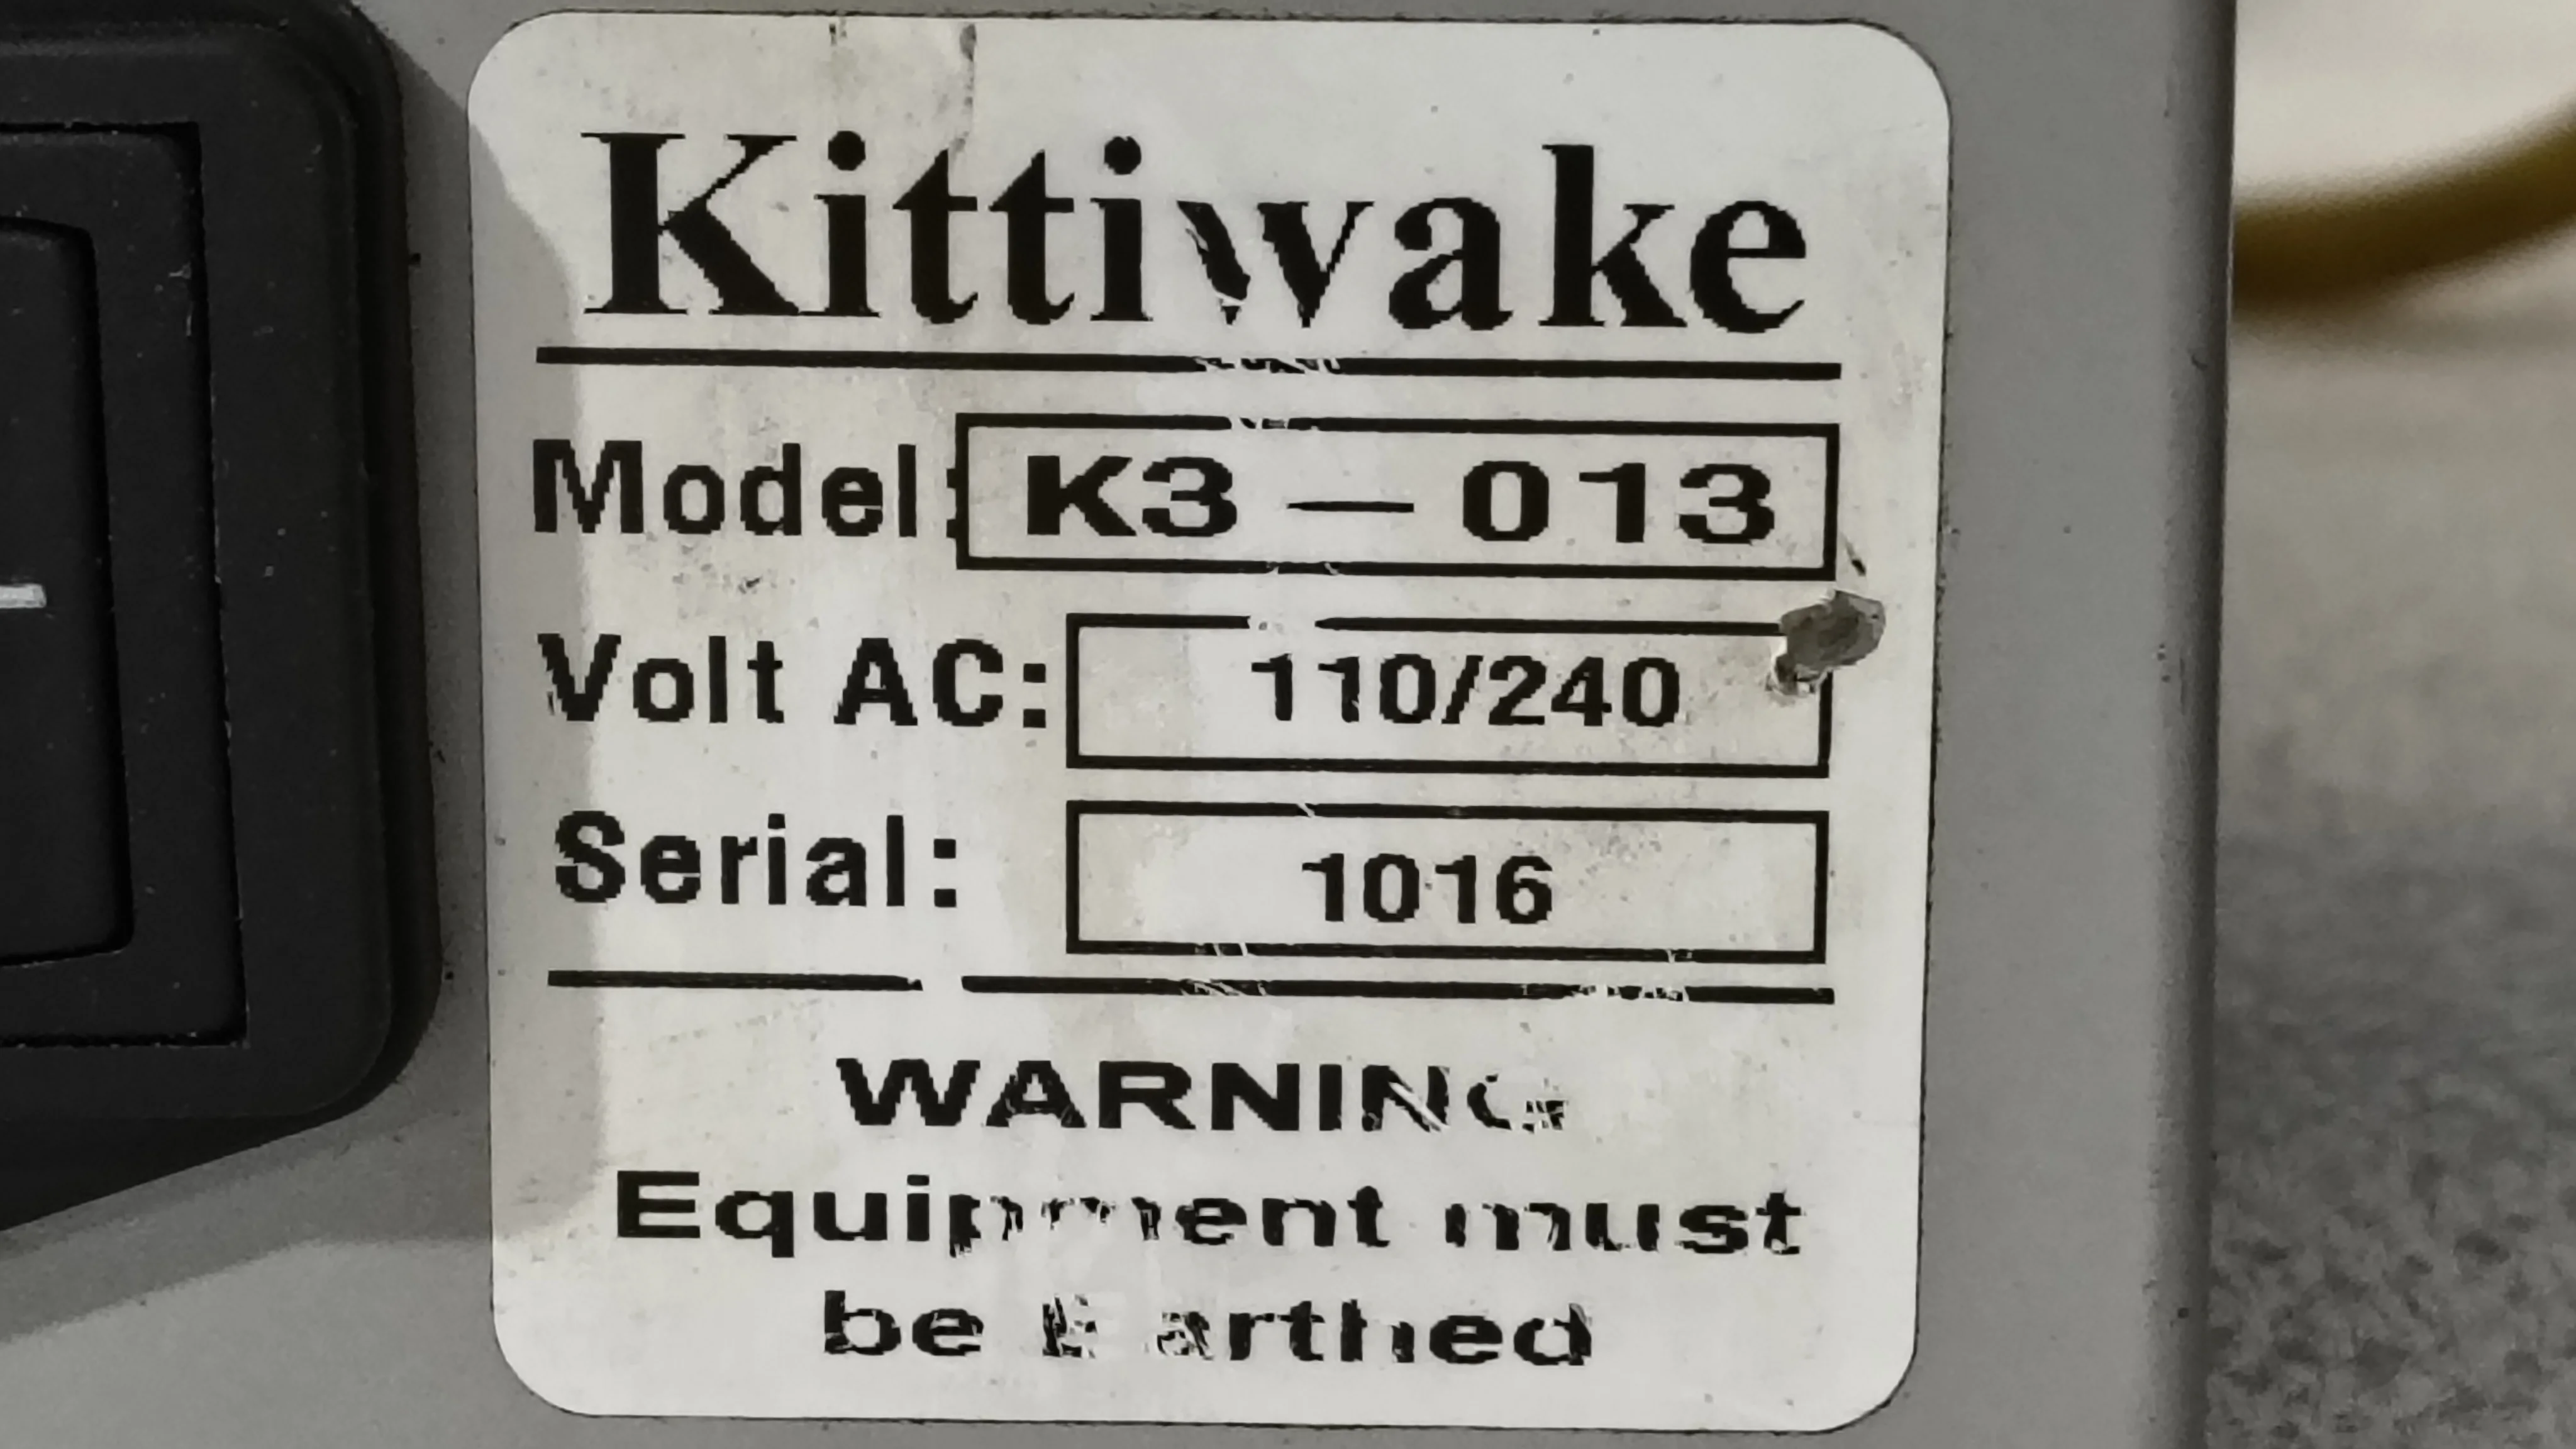 Kittiwake
Model: K3 — 013
Volt AC: 110/240
Serial: 1016
WARNING
Equipment must
be Earthed